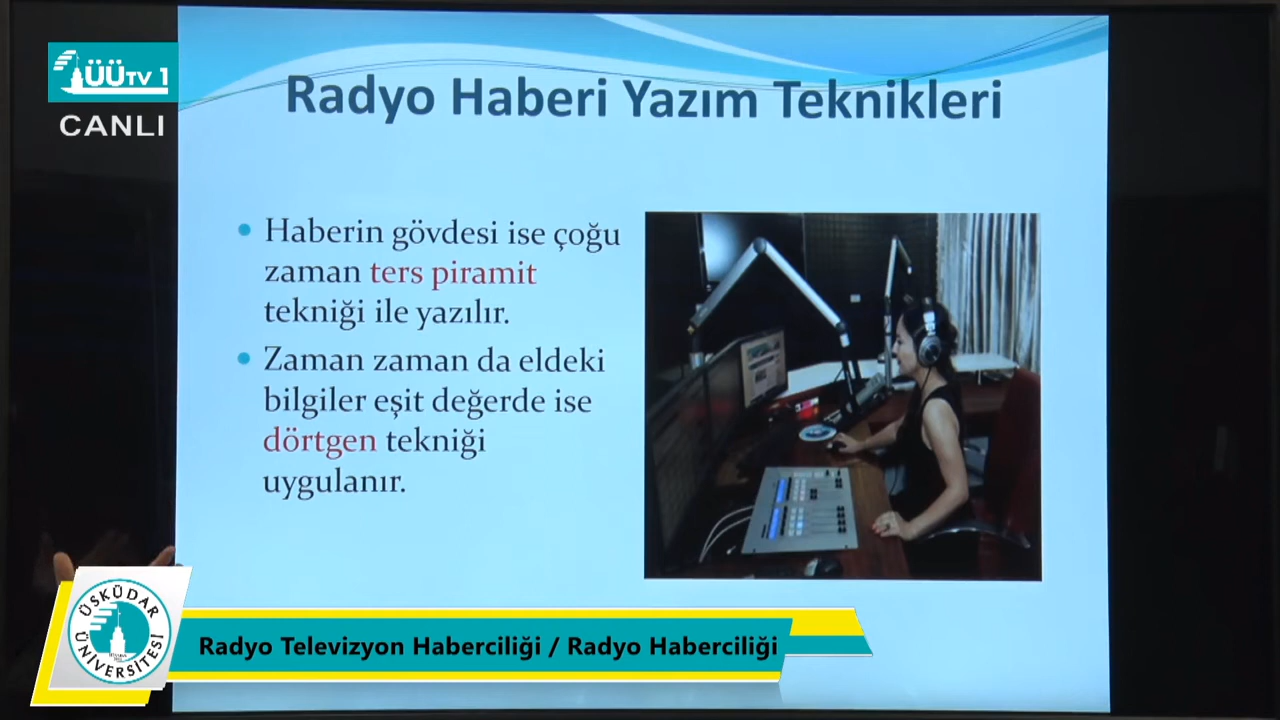 ÜÜTV 1
CANLI
Radyo Haberi Yazım Teknikleri
• Haberin gövdesi ise çoğu
zaman ters piramit
tekniği ile yazılır.
• Zaman zaman da eldeki
bilgiler eşit değerde ise
dörtgen tekniği
uygulanır.
ÜSKÜDAR
ÜNİVERSİTESİ
Radyo Televizyon Haberciliği / Radyo Haberciliği